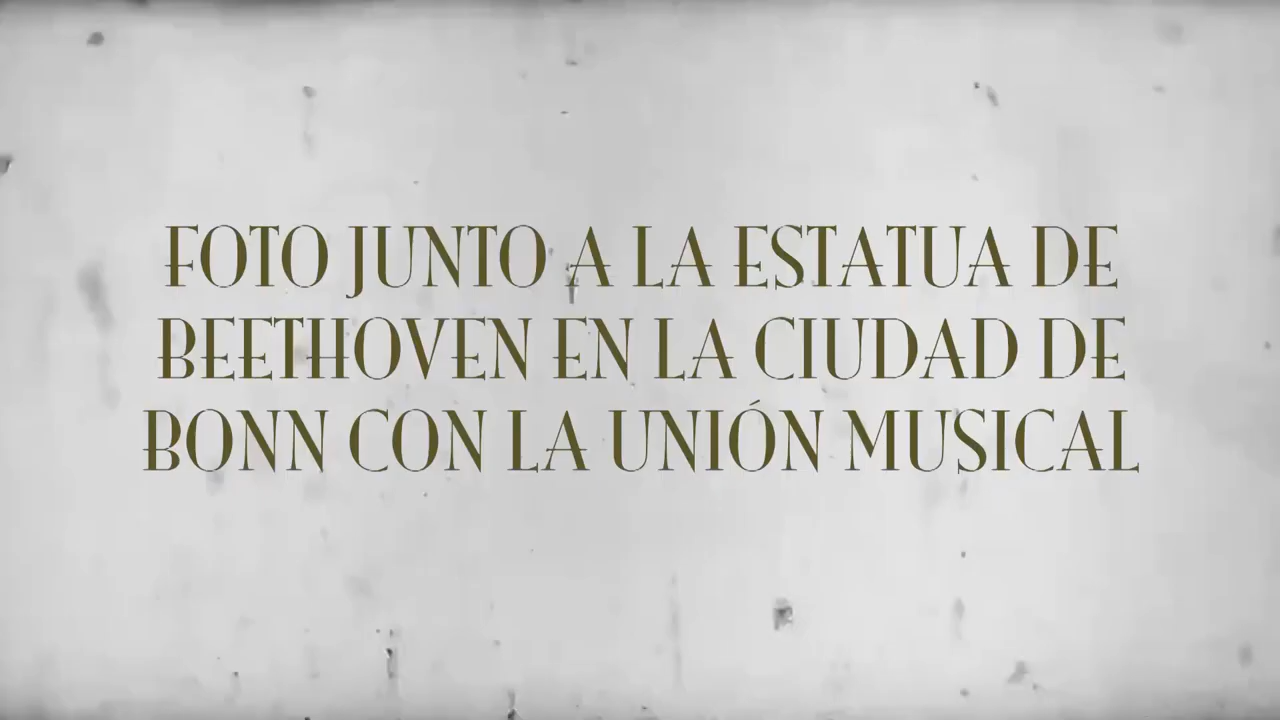 FOTO JUNTO A LA ESTATUA DE
BEETHOVEN EN LA CIUDAD DE
BONN CON LA UNIÓN MUSICAL